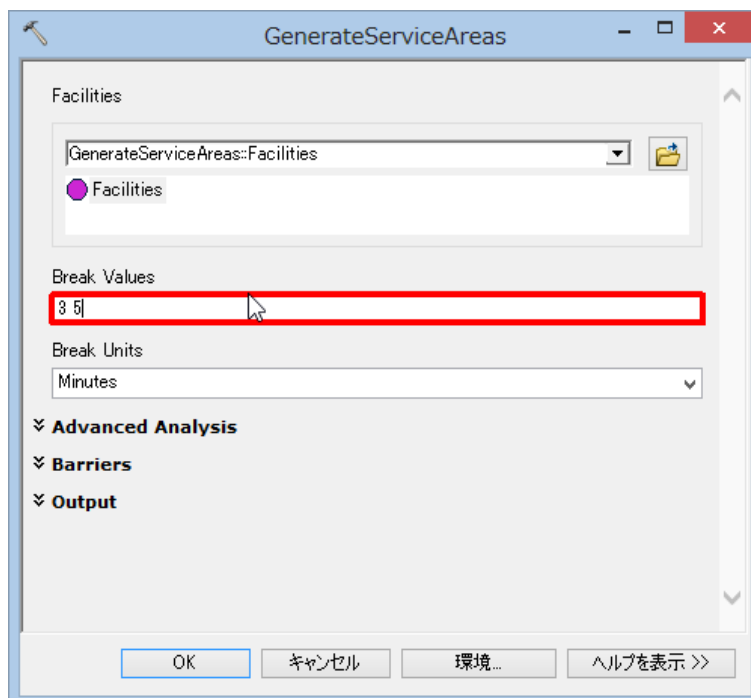 GenerateServiceAreas
Facilities
GenerateServiceAreas::Facilities
Facilities
Break Values
3 5
Break Units
Minutes
Advanced Analysis
Barriers
Output
OK キャンセル 環境... ヘルプを表示 >>